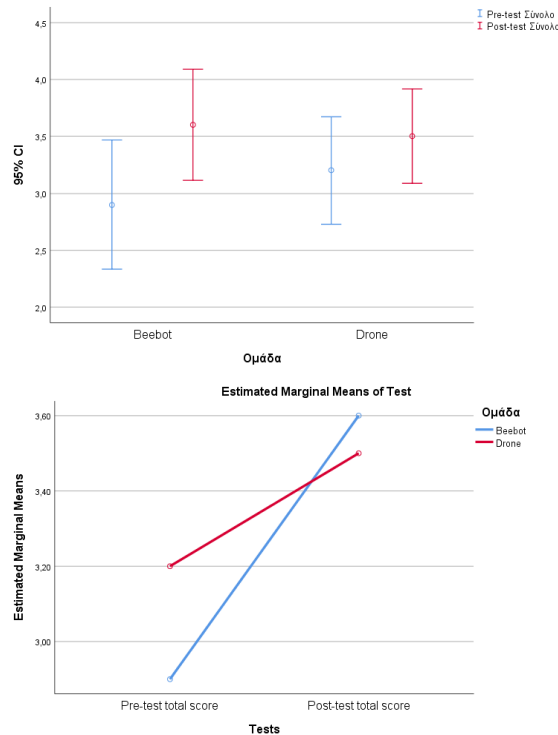 4,5
4,0
3,5
3,0
2,5
2,0
95% CI
Beebot
Drone
Ομάδα
Pre-test Σύνολο
Post-test Σύνολο
Estimated Marginal Means of Test
3,60
3,40
3,20
3,00
Estimated Marginal Means
Pre-test total score
Post-test total score
Tests
Ομάδα
Beebot
Drone